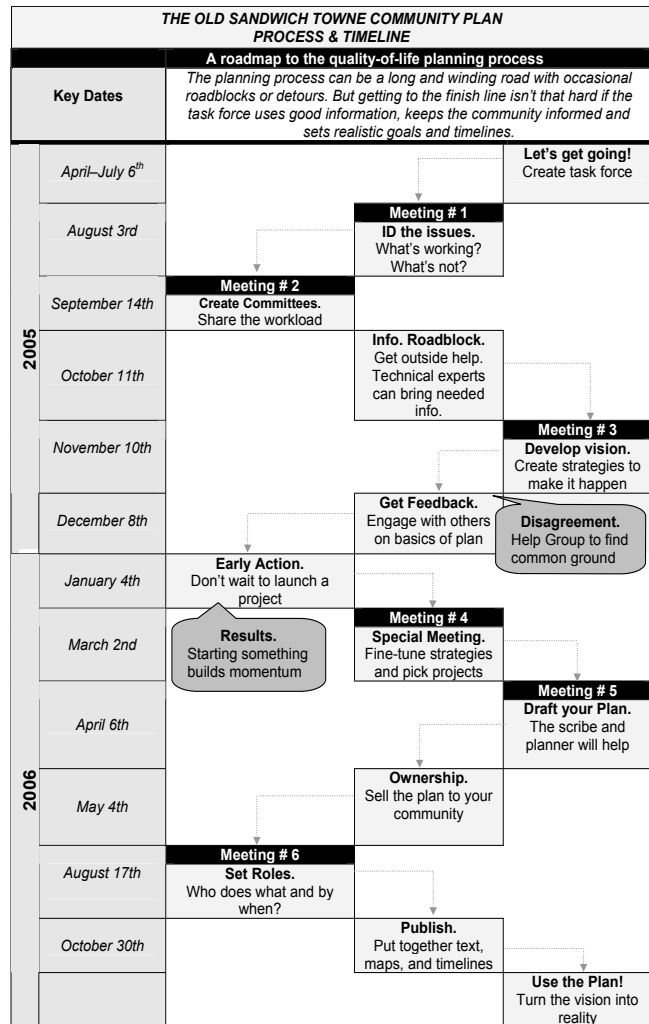 THE OLD SANDWICH TOWNE COMMUNITY PLAN
PROCESS & TIMELINE
A roadmap to the quality-of-life planning process
Key Dates
The planning process can be a long and winding road with occasional
roadblocks or detours. But getting to the finish line isn't that hard if the
task force uses good information, keeps the community informed and
sets realistic goals and timelines.
2005
April–July 6th
Let's get going!
Create task force
August 3rd
Meeting # 1
ID the issues.
What's working?
What's not?
September 14th
Meeting # 2
Create Committees.
Share the workload
October 11th
Info. Roadblock.
Get outside help.
Technical experts
can bring needed
info.
November 10th
Meeting # 3
Develop vision.
Create strategies to
make it happen
December 8th
Get Feedback.
Engage with others
on basics of plan
Disagreement.
Help Group to find
common ground
2006
January 4th
Early Action.
Don't wait to launch a
project
Results.
Starting something
builds momentum
March 2nd
Meeting # 4
Special Meeting.
Fine-tune strategies
and pick projects
April 6th
Meeting # 5
Draft your Plan.
The scribe and
planner will help
May 4th
Ownership.
Sell the plan to your
community
August 17th
Meeting # 6
Set Roles.
Who does what and by
when?
October 30th
Publish.
Put together text,
maps, and timelines
Use the Plan!
Turn the vision into
reality